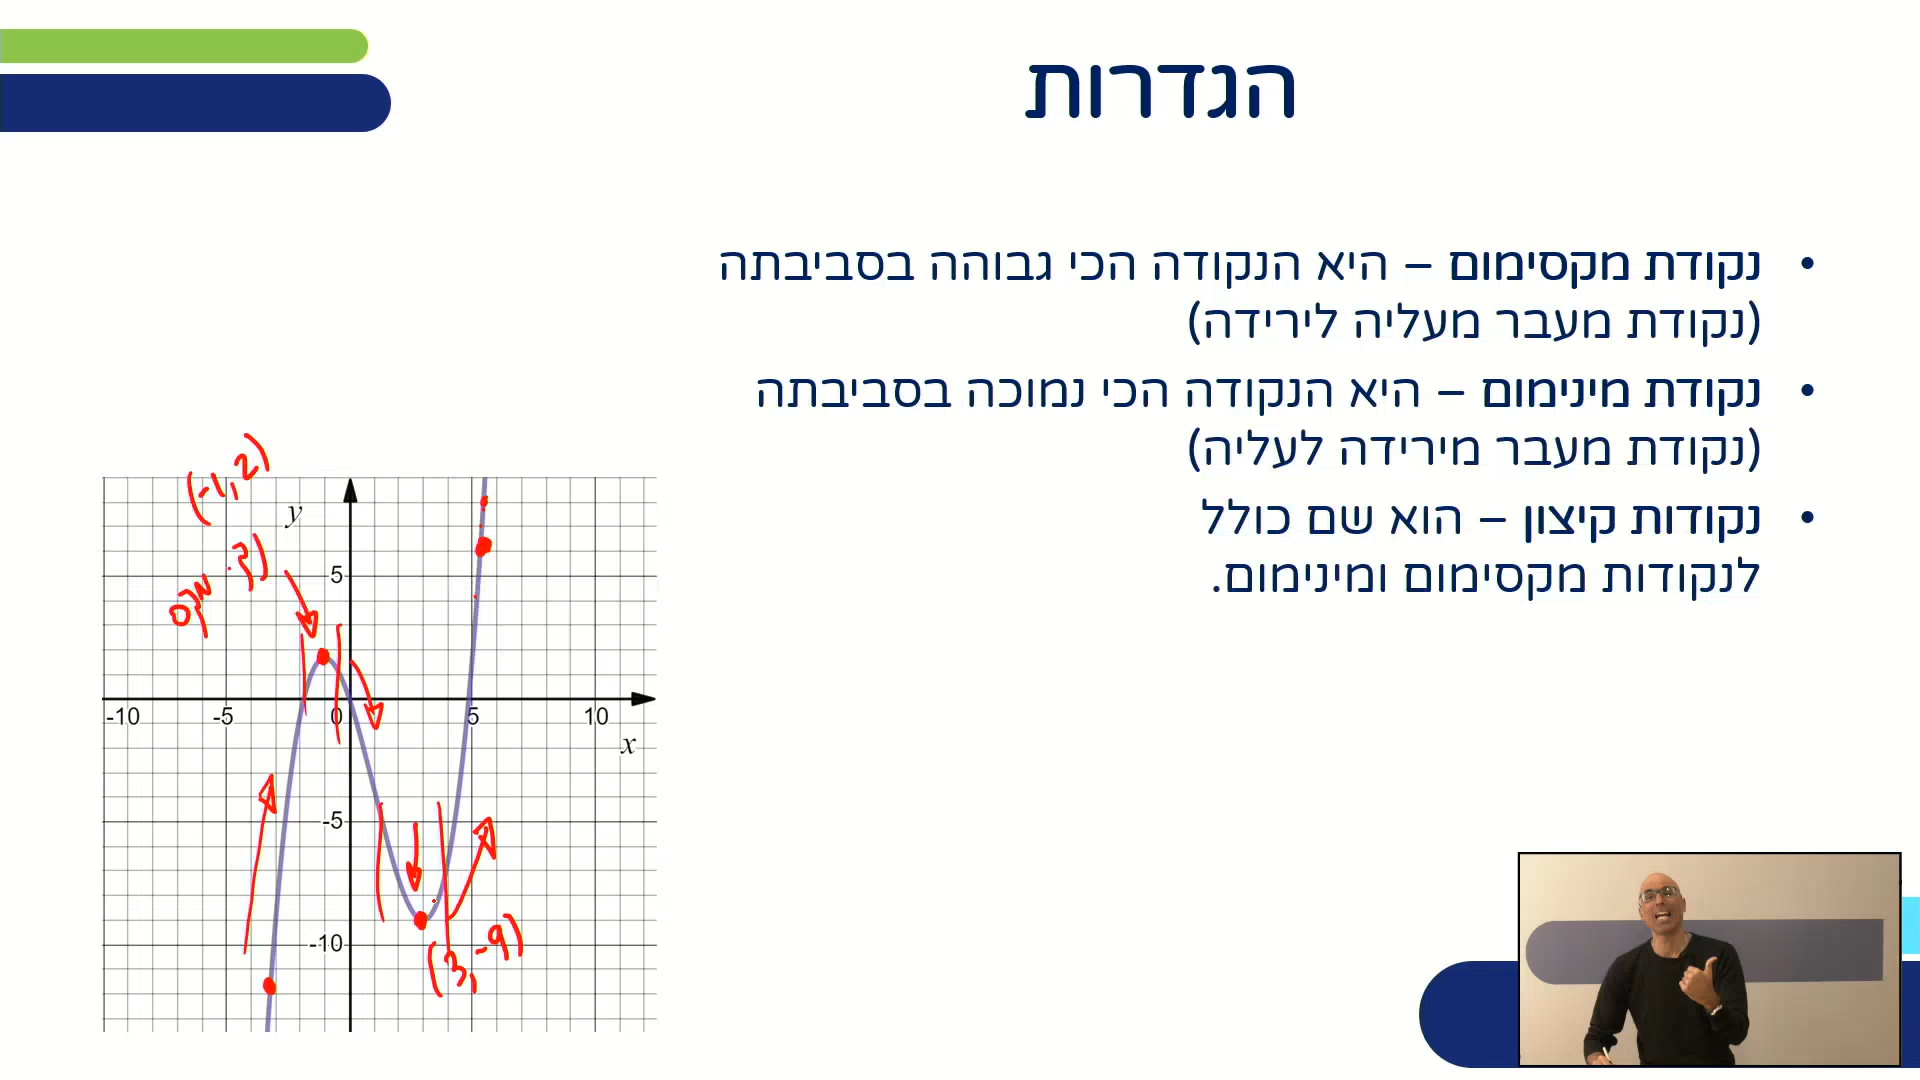 הגדרות
• נקודת מקסימום – היא הנקודה הכי גבוהה בסביבתה
(נקודת מעבר מעליה לירידה)
• נקודת מינימום – היא הנקודה הכי נמוכה בסביבתה
(נקודת מעבר מירידה לעליה)
• נקודות קיצון – הוא שם כולל
לנקודות מקסימום ומינימום.
(-1,2)
נק. מקס
y
5
-10 -5 0 5 10
x
-5
-10
(3,-9)